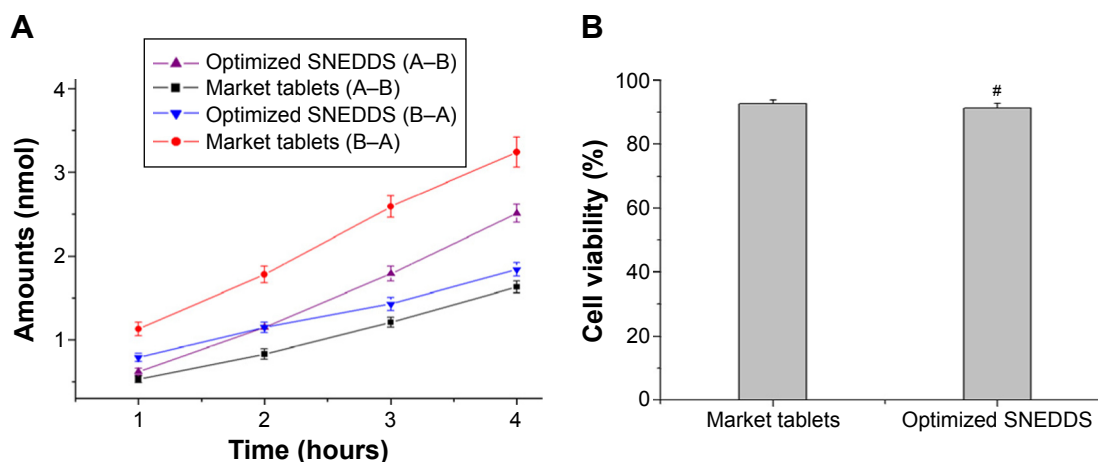 A
Optimized SNEDDS (A–B)
Market tablets (A–B)
Optimized SNEDDS (B–A)
Market tablets (B–A)
Amounts (nmol)
4
3
2
1
1 2 3 4
Time (hours)
B
#
Cell viability (%)
100
80
60
40
20
0
Market tablets Optimized SNEDDS